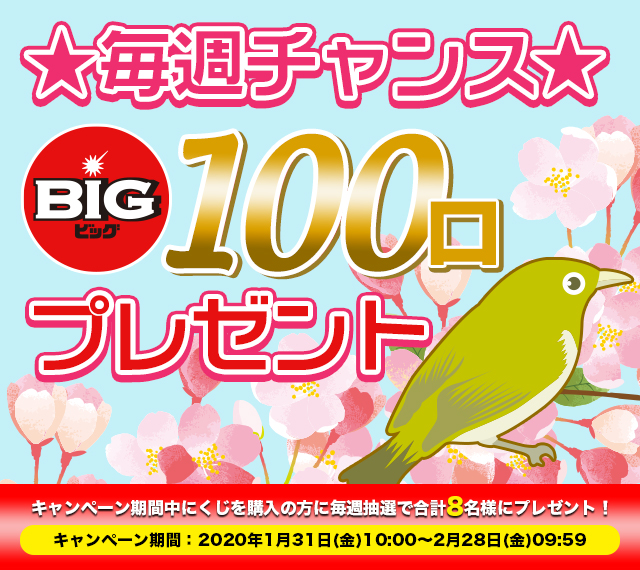 ★毎週チャンス★
BIG
ビッグ
100口
プレゼント
キャンペーン期間中にくじを購入の方に毎週抽選で合計8名様にプレゼント！
キャンペーン期間：2020年1月31日(金)10:00〜2月28日(金)09:59